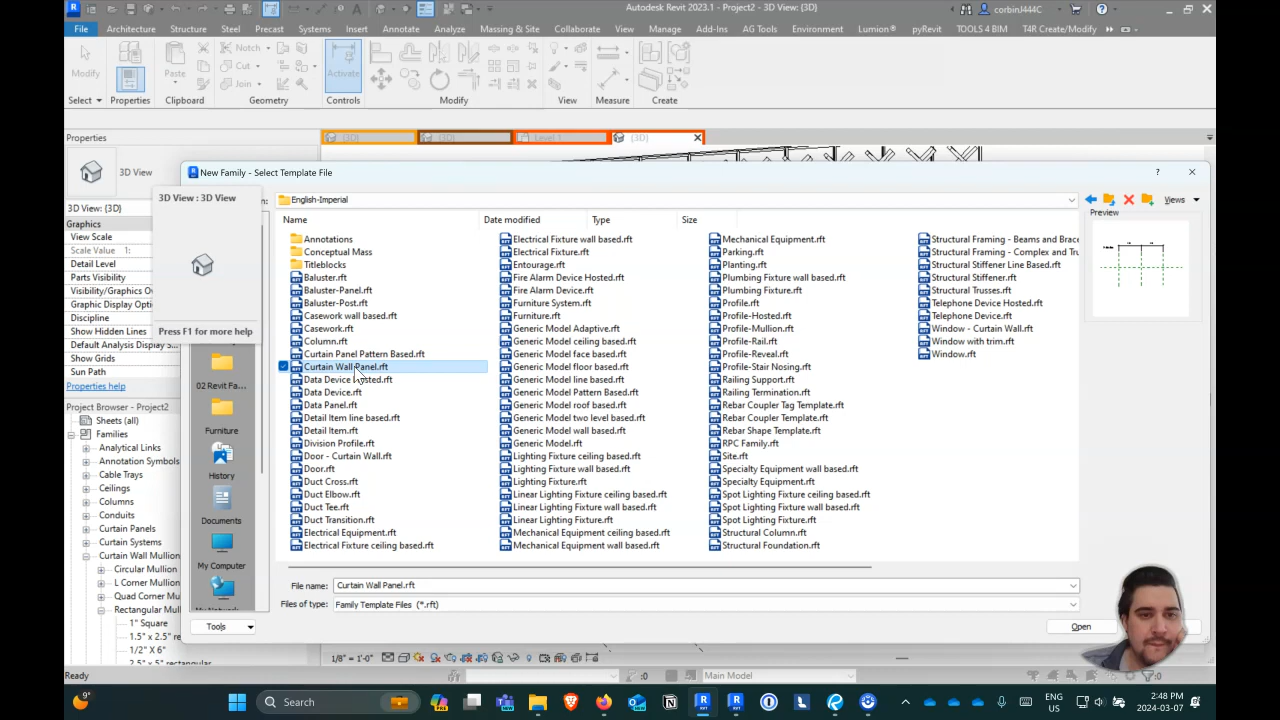 Autodesk Revit 2023.1 - Project2 - 3D View: {3D}
corbinJ444C
File Architecture Structure Steel Precast Systems Insert Annotate Analyze Massing & Site Collaborate View Manage Add-Ins AG Tools Environment Lumion® pyRevit TOOLS 4 BIM T4R Create/Modify
Modify
Properties
Paste
Notch
Cut
Join
Activate
Select Properties Clipboard Geometry Controls Modify View Measure Create
Properties
{3D} {3D} Level 1 {3D}
3D View
3D View: {3D}
Graphics
View Scale
Scale Value 1:
Detail Level
Parts Visibility
Visibility/Graphics O
Graphic Display Optio
Discipline
Show Hidden Lines
Default Analysis Display S...
Show Grids
Sun Path
Properties help
3D View : 3D View
Press F1 for more help
Project Browser - Project2
Sheets (all)
Families
Analytical Links
Annotation Symbols
Cable Trays
Ceilings
Columns
Conduits
Curtain Panels
Curtain Systems
Curtain Wall Mullion
Circular Mullion
L Corner Mullion
Quad Corner Mu
Rectangular Mul
1" Square
1.5" x 2.5" re
1/2" X 6"
2.5" x 5" rectangular
New Family - Select Template File
English-Imperial
Views
Preview
Name Date modified Type Size
Annotations
Conceptual Mass
Titleblocks
Baluster.rft
Baluster-Panel.rft
Baluster-Post.rft
Casework wall based.rft
Casework.rft
Column.rft
Curtain Panel Pattern Based.rft
Curtain Wall Panel.rft
Data Device Hosted.rft
Data Device.rft
Data Panel.rft
Detail Item line based.rft
Detail Item.rft
Division Profile.rft
Door - Curtain Wall.rft
Door.rft
Duct Cross.rft
Duct Elbow.rft
Duct Tee.rft
Duct Transition.rft
Electrical Equipment.rft
Electrical Fixture ceiling based.rft
Electrical Fixture wall based.rft
Electrical Fixture.rft
Entourage.rft
Fire Alarm Device Hosted.rft
Fire Alarm Device.rft
Furniture System.rft
Furniture.rft
Generic Model Adaptive.rft
Generic Model ceiling based.rft
Generic Model face based.rft
Generic Model floor based.rft
Generic Model line based.rft
Generic Model Pattern Based.rft
Generic Model roof based.rft
Generic Model two level based.rft
Generic Model wall based.rft
Generic Model.rft
Lighting Fixture ceiling based.rft
Lighting Fixture wall based.rft
Lighting Fixture.rft
Linear Lighting Fixture ceiling based.rft
Linear Lighting Fixture wall based.rft
Linear Lighting Fixture.rft
Mechanical Equipment ceiling based.rft
Mechanical Equipment wall based.rft
Mechanical Equipment.rft
Parking.rft
Planting.rft
Plumbing Fixture wall based.rft
Plumbing Fixture.rft
Profile-Hosted.rft
Profile-Mullion.rft
Profile-Rail.rft
Profile-Reveal.rft
Profile-Stair Nosing.rft
Railing Support.rft
Railing Termination.rft
Rebar Coupler Tag Template.rft
Rebar Coupler Template.rft
Rebar Shape Template.rft
RPC Family.rft
Site.rft
Specialty Equipment wall based.rft
Specialty Equipment.rft
Spot Lighting Fixture ceiling based.rft
Spot Lighting Fixture wall based.rft
Spot Lighting Fixture.rft
Structural Column.rft
Structural Foundation.rft
Structural Framing - Beams and Brace
Structural Framing - Complex and Tru
Structural Stiffener Line Based.rft
Structural Stiffener.rft
Structural Trusses.rft
Telephone Device Hosted.rft
Telephone Device.rft
Window - Curtain Wall.rft
Window with trim.rft
Window.rft
02 Revit Fa...
Furniture
History
Documents
My Computer
File name: Curtain Wall Panel.rft
Files of type: Family Template Files (*.rft)
Tools
Open
1/8" = 1'-0"
Ready
:0
Main Model
:0
9°
Search
ENG
US
2:48 PM
2024-03-07